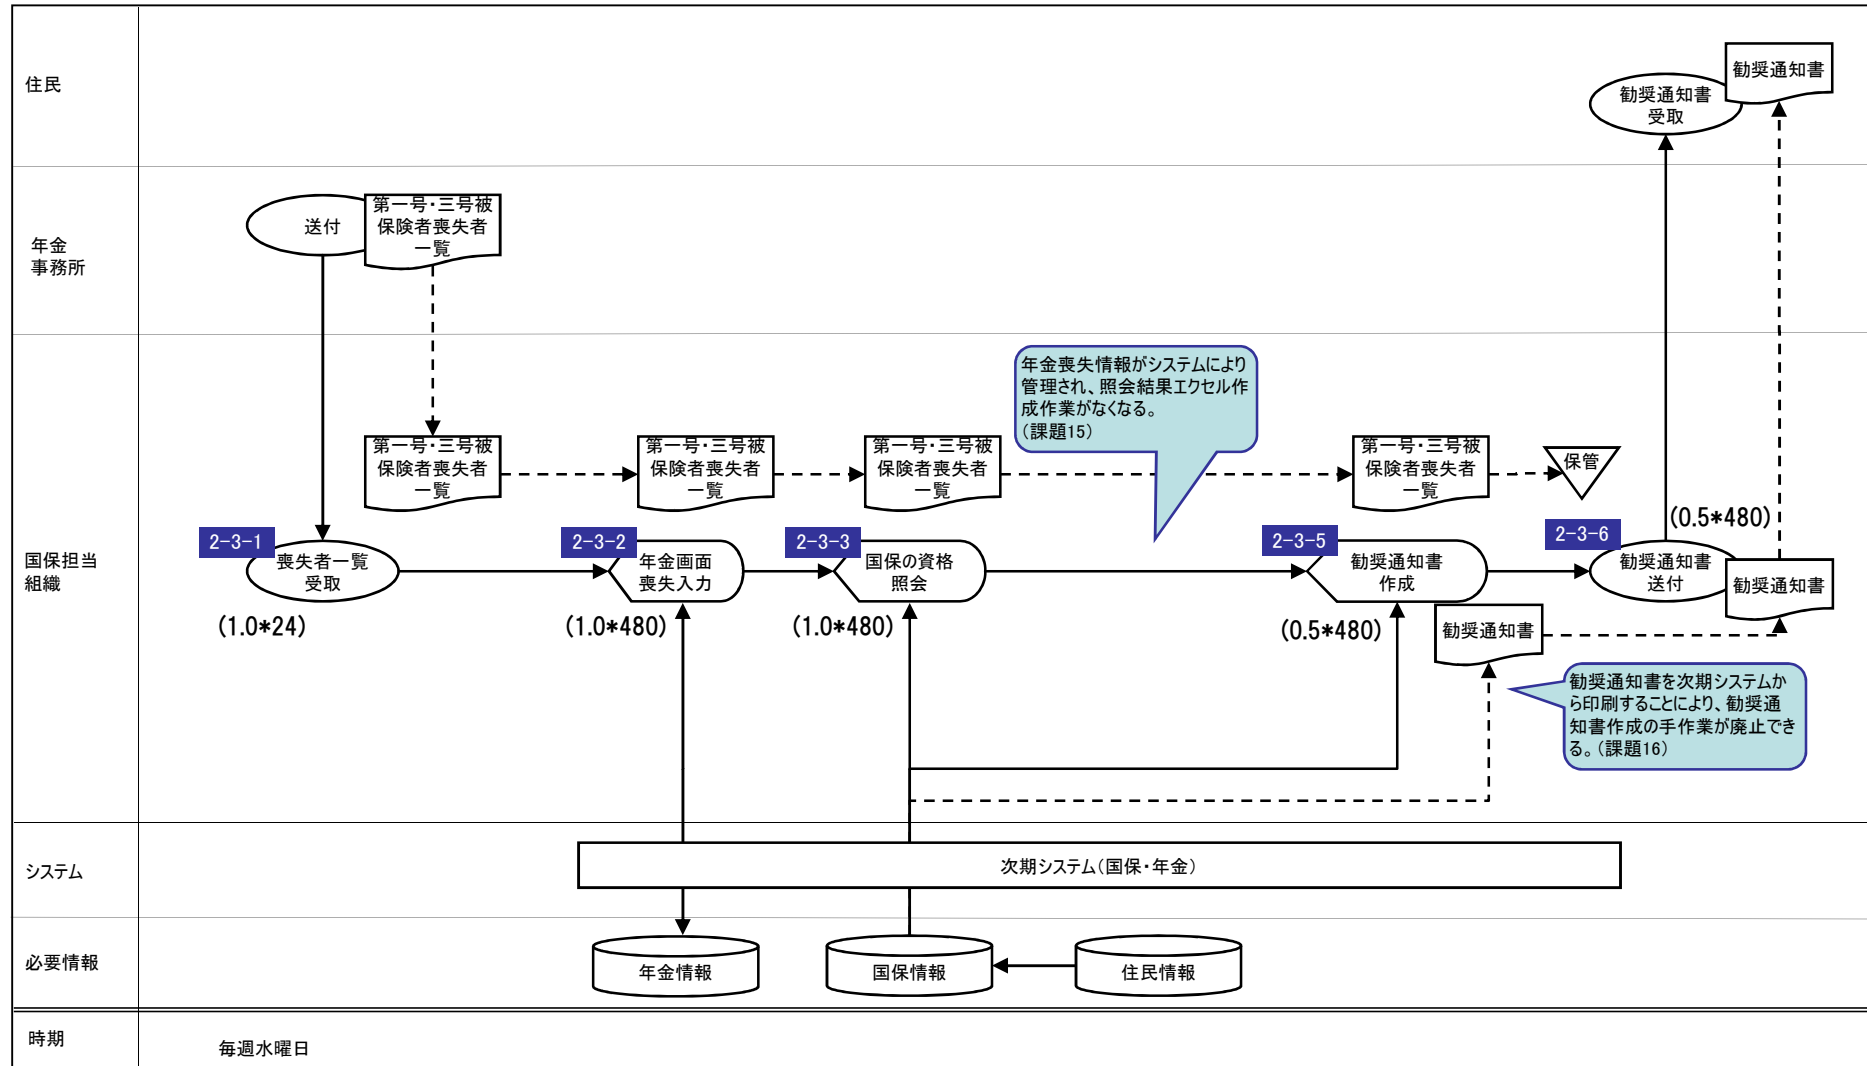 住民
勧奨通知書
受取
勧奨通知書
年金
事務所
送付
第一号・三号被
保険者喪失者
一覧
国保担当
組織
年金喪失情報がシステムにより
管理され、照会結果エクセル作
成作業がなくなる。
(課題15)
第一号・三号被
保険者喪失者
一覧
第一号・三号被
保険者喪失者
一覧
第一号・三号被
保険者喪失者
一覧
第一号・三号被
保険者喪失者
一覧
保管
2-3-1
喪失者一覧
受取
(1.0*24)
2-3-2
年金画面
喪失入力
(1.0*480)
2-3-3
国保の資格
照会
(1.0*480)
2-3-5
勧奨通知書
作成
(0.5*480)
勧奨通知書
2-3-6
勧奨通知書
送付
(0.5*480)
勧奨通知書
勧奨通知書を次期システムか
ら印刷することにより、勧奨通
知書作成の手作業が廃止でき
る。(課題16)
システム
次期システム(国保・年金)
必要情報
年金情報
国保情報
住民情報
時期
毎週水曜日